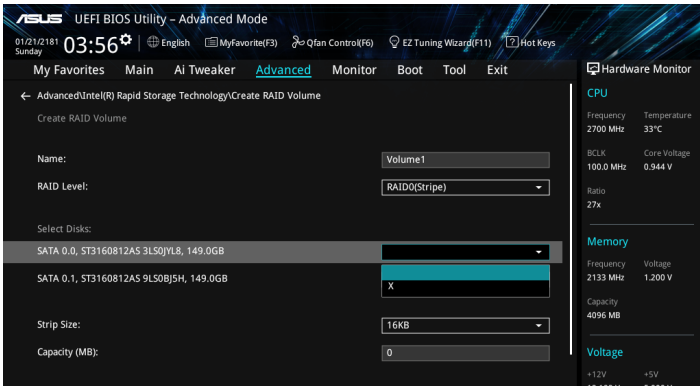 ASUS UEFI BIOS Utility – Advanced Mode
01/21/2181 Sunday 03:56 English MyFavorite(F3) Qfan Control(F6) EZ Tuning Wizard(F11) ? Hot Keys
My Favorites Main Ai Tweaker Advanced Monitor Boot Tool Exit
← Advanced\Intel(R) Rapid Storage Technology\Create RAID Volume
Create RAID Volume
Name: Volume1
RAID Level: RAID0(Stripe)
Select Disks:
SATA 0.0, ST3160812AS 3LS0JYL8, 149.0GB
SATA 0.1, ST3160812AS 9LS0BJ5H, 149.0GB
X
Strip Size: 16KB
Capacity (MB): 0
Hardware Monitor
CPU
Frequency Temperature
2700 MHz 33°C
BCLK Core Voltage
100.0 MHz 0.944 V
Ratio
27x
Memory
Frequency Voltage
2133 MHz 1.200 V
Capacity
4096 MB
Voltage
+12V +5V